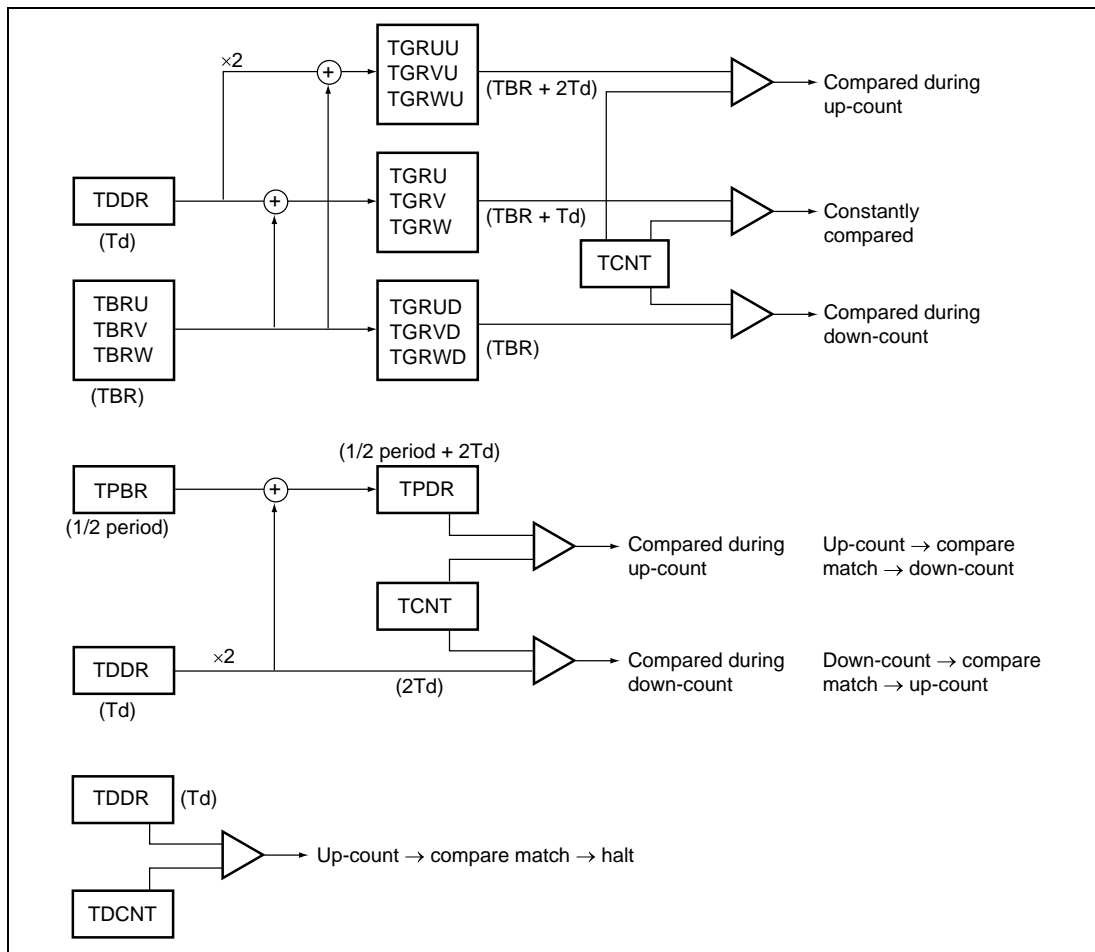 ×2
TGRUU
TGRVU
TGRWU
(TBR + 2Td)
Compared during
up-count
TDDR
(Td)
TGRU
TGRV
TGRW
(TBR + Td)
Constantly
compared
TCNT
TBRU
TBRV
TBRW
(TBR)
TGRUD
TGRVD
TGRWD
(TBR)
Compared during
down-count
(1/2 period + 2Td)
TPBR
(1/2 period)
TPDR
Compared during
up-count
Up-count → compare
match → down-count
TCNT
TDDR
(Td)
×2
(2Td)
Compared during
down-count
Down-count → compare
match → up-count
TDDR
(Td)
Up-count → compare match → halt
TDCNT